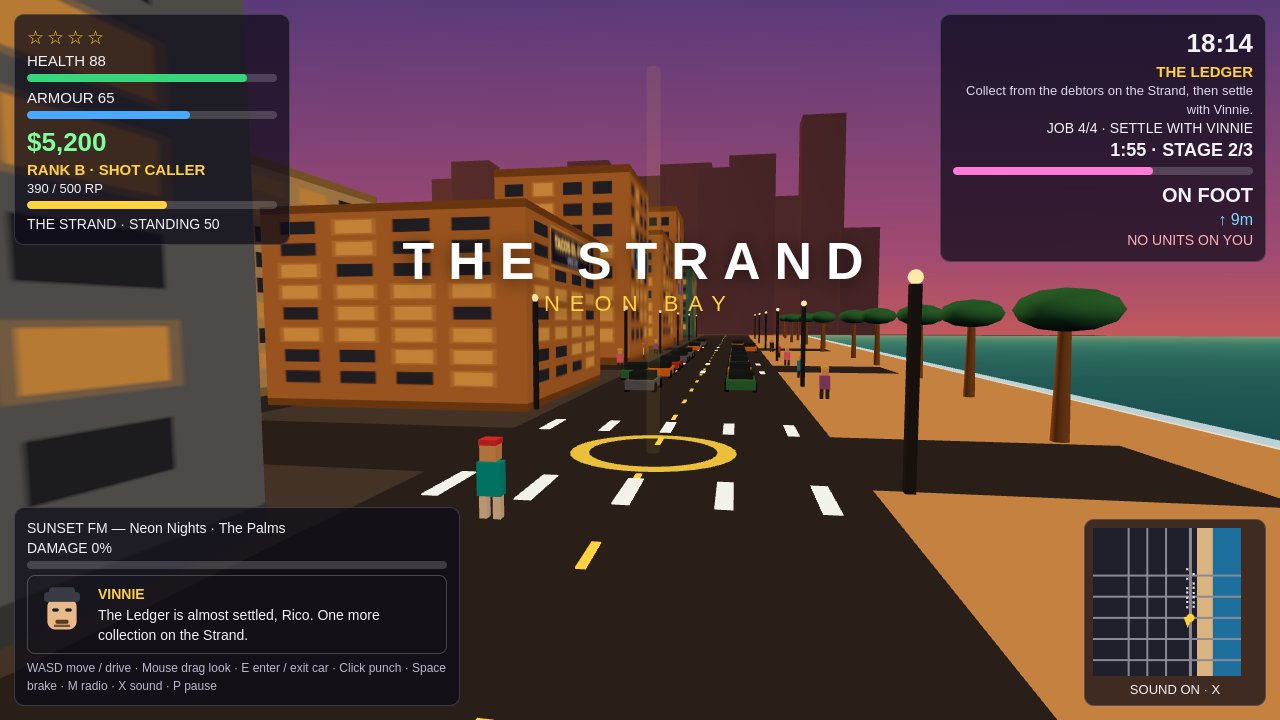 ☆☆☆☆
HEALTH 88
ARMOUR 65
$5,200
RANK B · SHOT CALLER
390 / 500 RP
THE STRAND · STANDING 50
18:14
THE LEDGER
Collect from the debtors on the Strand, then settle
with Vinnie.
JOB 4/4 · SETTLE WITH VINNIE
1:55 · STAGE 2/3
ON FOOT
↑ 9m
NO UNITS ON YOU
THE STRAND
NEON BAY
SUNSET FM — Neon Nights · The Palms
DAMAGE 0%
VINNIE
The Ledger is almost settled, Rico. One more
collection on the Strand.
WASD move / drive · Mouse drag look · E enter / exit car · Click punch · Space
brake · M radio · X sound · P pause
SOUND ON · X